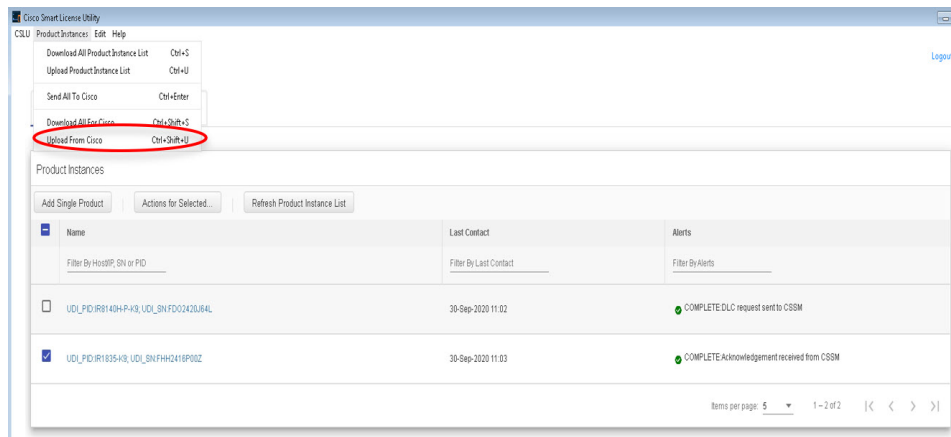 Cisco Smart License Utility
CSLU Product Instances Edit Help
Download All Product Instance List Ctrl+S
Upload Product Instance List Ctrl+U
Logout
Send All To Cisco Ctrl+Enter
Download All For Cisco Ctrl+Shift+S
Upload From Cisco Ctrl+Shift+U
Product Instances
Add Single Product Actions for Selected... Refresh Product Instance List
Name Last Contact Alerts
Filter By Host/IP, SN or PID Filter By Last Contact Filter By Alerts
UDI_PID:IR8140H-P-K9; UDI_SN:FDO2420J64L 30-Sep-2020 11:02 COMPLETE:DLC request sent to CSSM
UDI_PID:IR1835-K9; UDI_SN:FHH2416P00Z 30-Sep-2020 11:03 COMPLETE:Acknowledgement received from CSSM
Items per page: 5 1 – 2 of 2